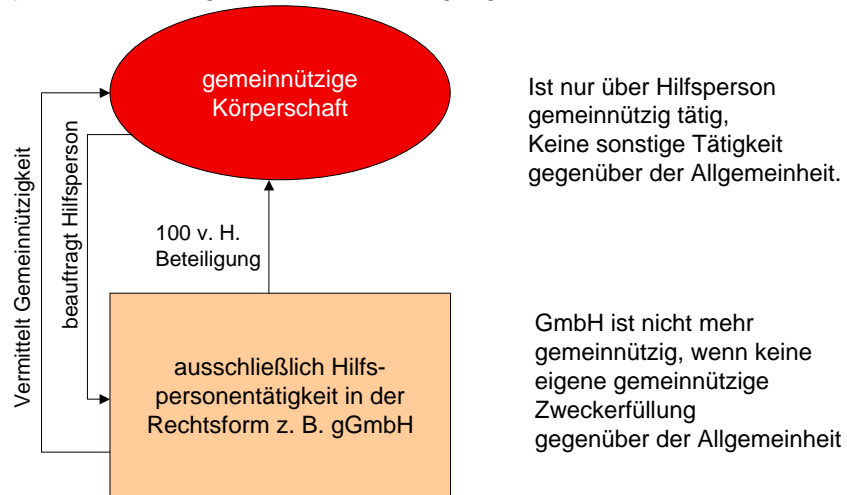 gemeinnützige
Körperschaft
Ist nur über Hilfsperson
gemeinnützig tätig,
Keine sonstige Tätigkeit
gegenüber der Allgemeinheit.
Vermittelt Gemeinnützigkeit
beauftragt Hilfsperson
100 v. H.
Beteiligung
ausschließlich Hilfs-
personentätigkeit in der
Rechtsform z. B. gGmbH
GmbH ist nicht mehr
gemeinnützig, wenn keine
eigene gemeinnützige
Zweckerfüllung
gegenüber der Allgemeinheit